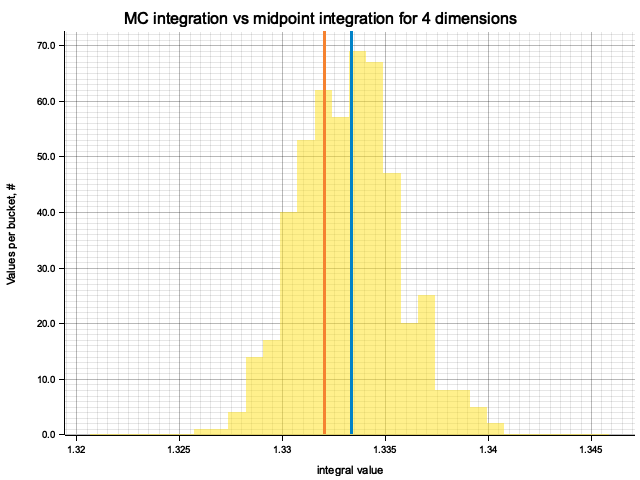 MC integration vs midpoint integration for 4 dimensions
70.0
60.0
50.0
40.0
30.0
20.0
10.0
0.0
Values per bucket, #
1.32 1.325 1.33 1.335 1.34 1.345
integral value